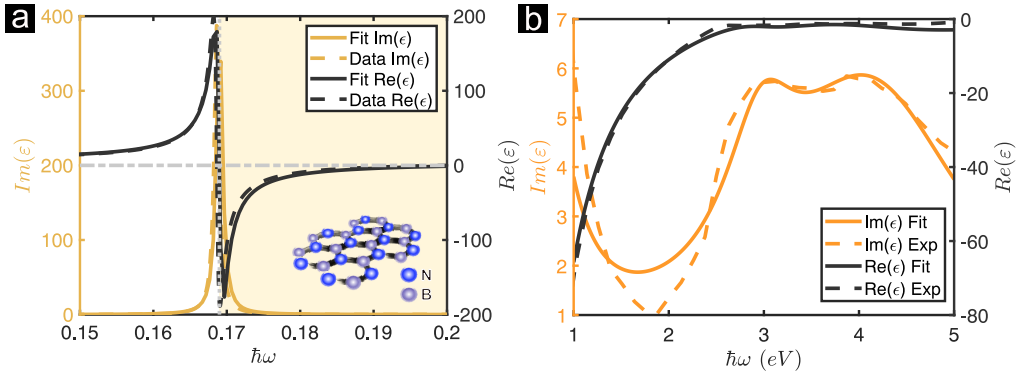 a
400
300
200
100
0
Im(ε)
200
100
0
-100
-200
Re(ε)
Fit Im(ϵ)
Data Im(ϵ)
Fit Re(ϵ)
Data Re(ϵ)
N
B
0.15 0.16 0.17 0.18 0.19 0.2
ħω
b
7
6
5
4
3
2
1
Im(ε)
0
-20
-40
-60
-80
Re(ε)
Im(ϵ) Fit
Im(ϵ) Exp
Re(ϵ) Fit
Re(ϵ) Exp
1 2 3 4 5
ħω (eV)